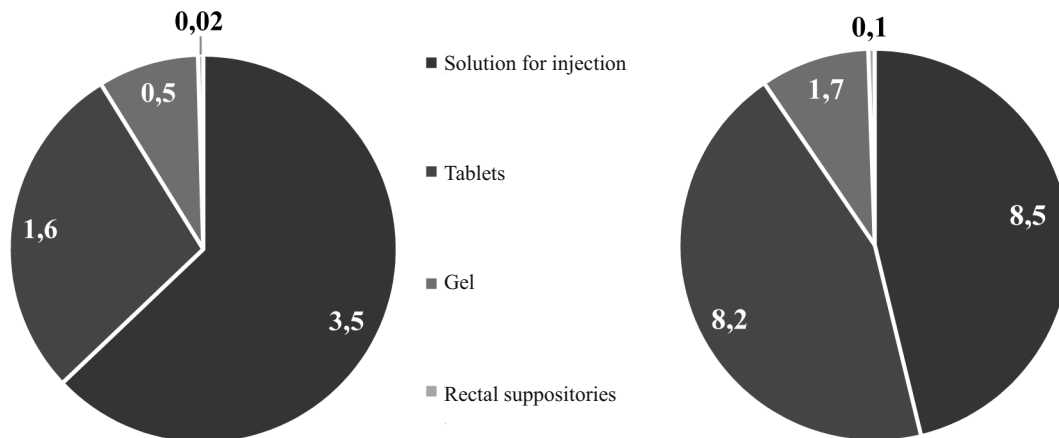 0,02
0,5
1,6
3,5
Solution for injection
Tablets
Gel
Rectal suppositories
0,1
1,7
8,5
8,2